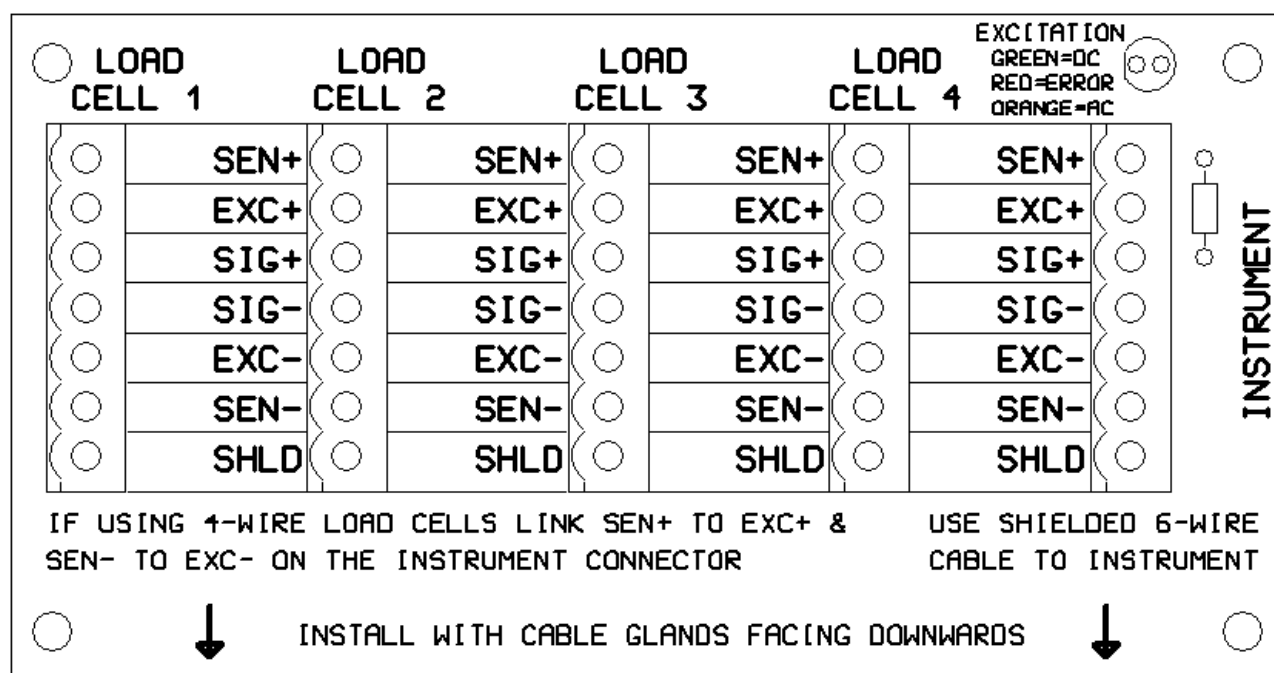 LOAD CELL 1
LOAD CELL 2
LOAD CELL 3
LOAD CELL 4
EXCITATION
GREEN=DC
RED=ERROR
ORANGE=AC
SEN+ SEN+ SEN+ SEN+
EXC+ EXC+ EXC+ EXC+
SIG+ SIG+ SIG+ SIG+
SIG- SIG- SIG- SIG-
EXC- EXC- EXC- EXC-
SEN- SEN- SEN- SEN-
SHLD SHLD SHLD SHLD
INSTRUMENT
IF USING 4-WIRE LOAD CELLS LINK SEN+ TO EXC+ &
SEN- TO EXC- ON THE INSTRUMENT CONNECTOR
USE SHIELDED 6-WIRE
CABLE TO INSTRUMENT
INSTALL WITH CABLE GLANDS FACING DOWNWARDS